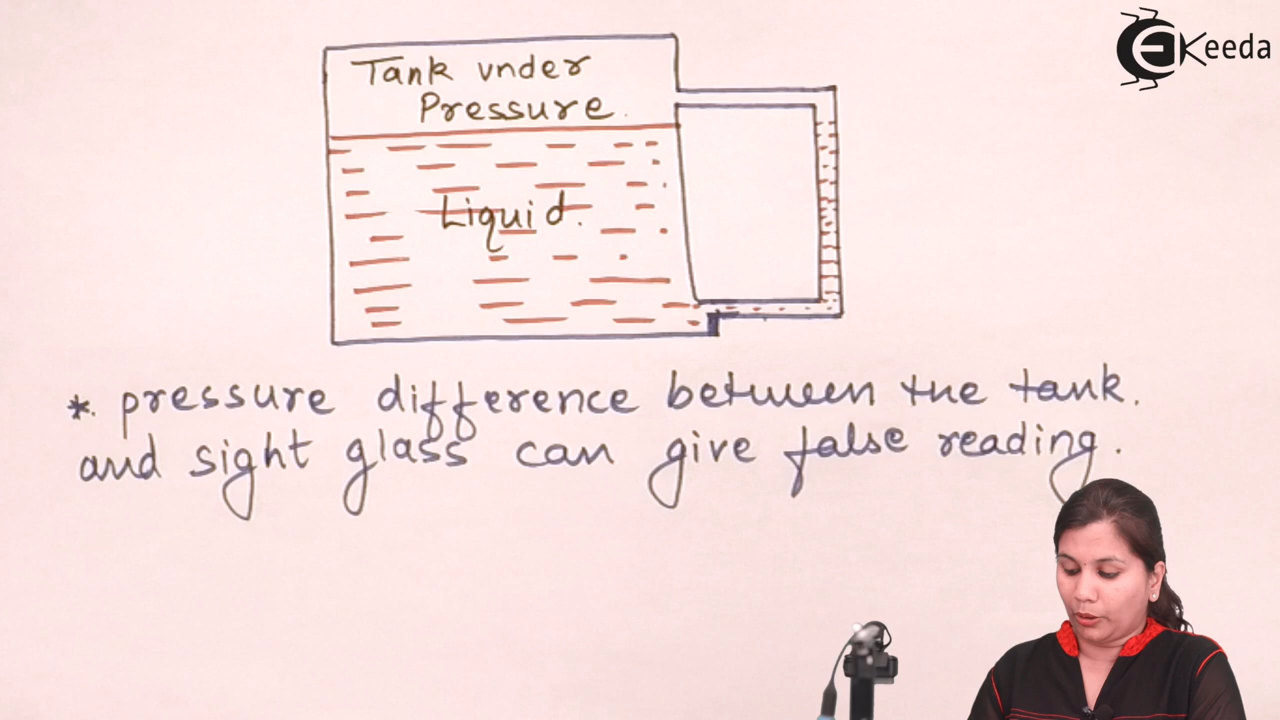 EKeeda
Tank under
Pressure.
Liquid.
*. pressure difference between the tank.
and sight glass can give false reading.